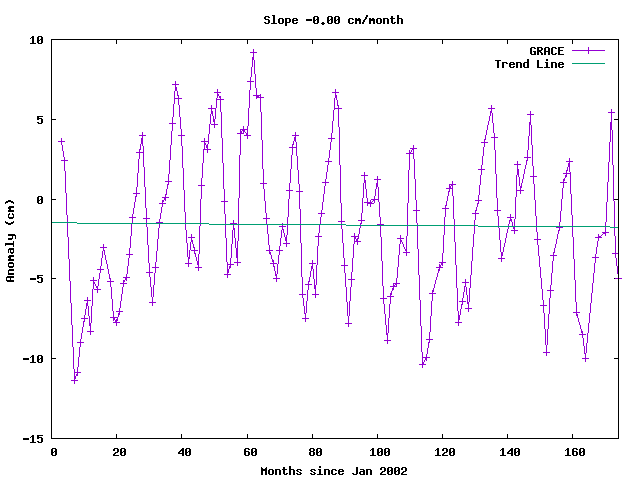 Slope -0.00 cm/month
GRACE
Trend Line
10
5
0
-5
-10
-15
Anomaly (cm)
0 20 40 60 80 100 120 140 160
Months since Jan 2002